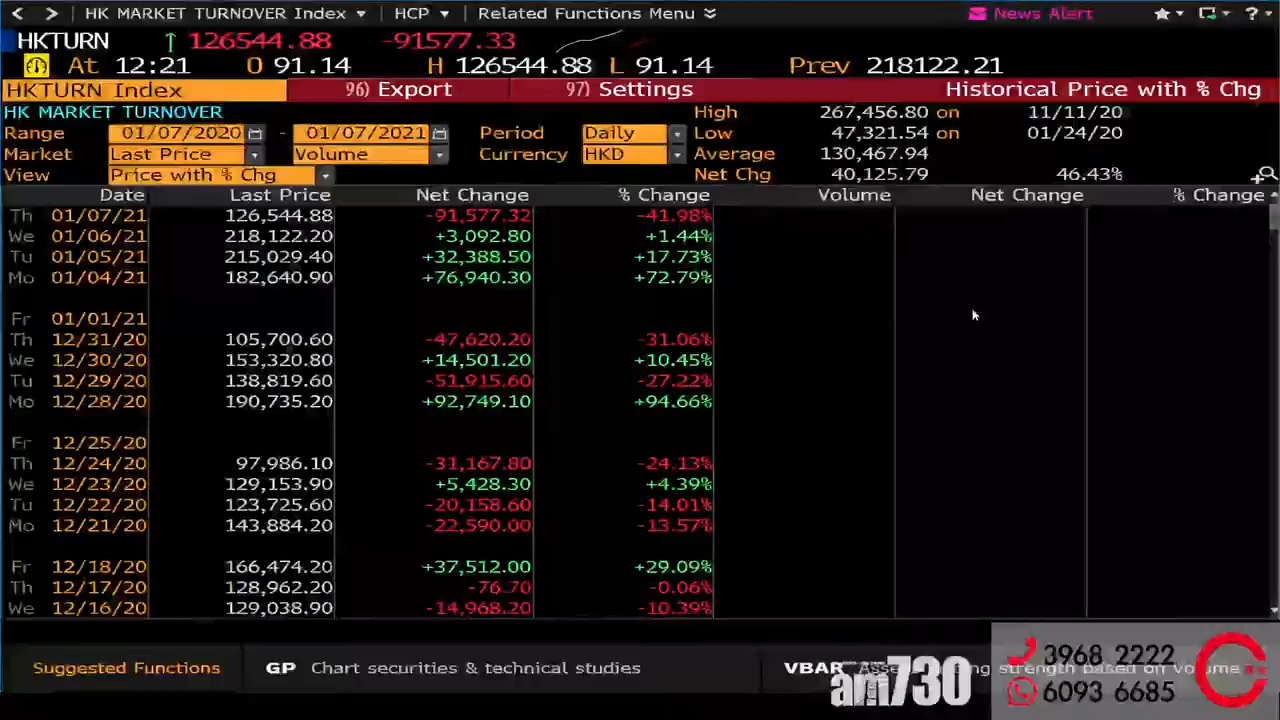 < > HK MARKET TURNOVER Index HCP Related Functions Menu News Alert ?
HKTURN ↑ 126544.88 -91577.33
At 12:21 O 91.14 H 126544.88 L 91.14 Prev 218122.21
HKTURN Index 96) Export 97) Settings Historical Price with % Chg
HK MARKET TURNOVER High 267,456.80 on 11/11/20
Range 01/07/2020 - 01/07/2021 Period Daily Low 47,321.54 on 01/24/20
Market Last Price Volume Currency HKD Average 130,467.94
View Price with % Chg Net Chg 40,125.79 46.43%
Date Last Price Net Change % Change Volume Net Change % Change
Th 01/07/21 126,544.88 -91,577.32 -41.98%
We 01/06/21 218,122.20 +3,092.80 +1.44%
Tu 01/05/21 215,029.40 +32,388.50 +17.73%
Mo 01/04/21 182,640.90 +76,940.30 +72.79%
Fr 01/01/21
Th 12/31/20 105,700.60 -47,620.20 -31.06%
We 12/30/20 153,320.80 +14,501.20 +10.45%
Tu 12/29/20 138,819.60 -51,915.60 -27.22%
Mo 12/28/20 190,735.20 +92,749.10 +94.66%
Fr 12/25/20
Th 12/24/20 97,986.10 -31,167.80 -24.13%
We 12/23/20 129,153.90 +5,428.30 +4.39%
Tu 12/22/20 123,725.60 -20,158.60 -14.01%
Mo 12/21/20 143,884.20 -22,590.00 -13.57%
Fr 12/18/20 166,474.20 +37,512.00 +29.09%
Th 12/17/20 128,962.20 -76.70 -0.06%
We 12/16/20 129,038.90 -14,968.20 -10.39%
Suggested Functions GP Chart securities & technical studies VBAR strength based on
am730
3968 2222
6093 6685